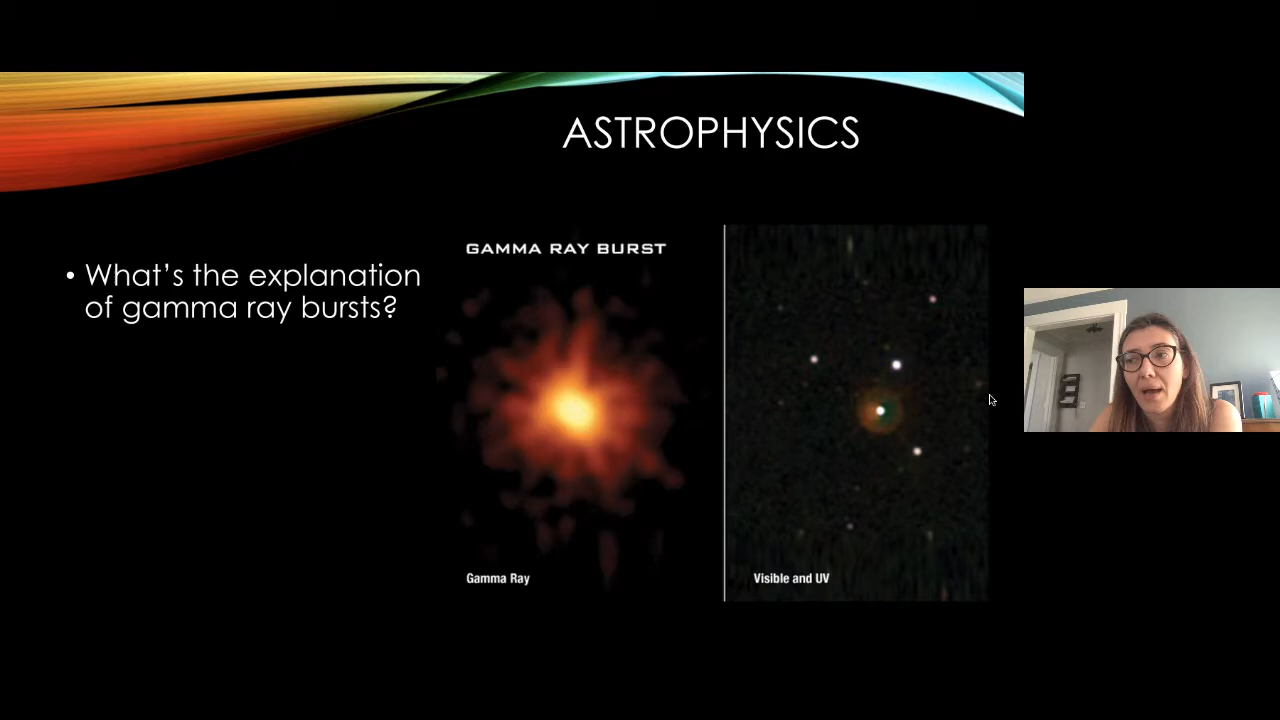 ASTROPHYSICS
• What's the explanation
of gamma ray bursts?
GAMMA RAY BURST
Gamma Ray
Visible and UV